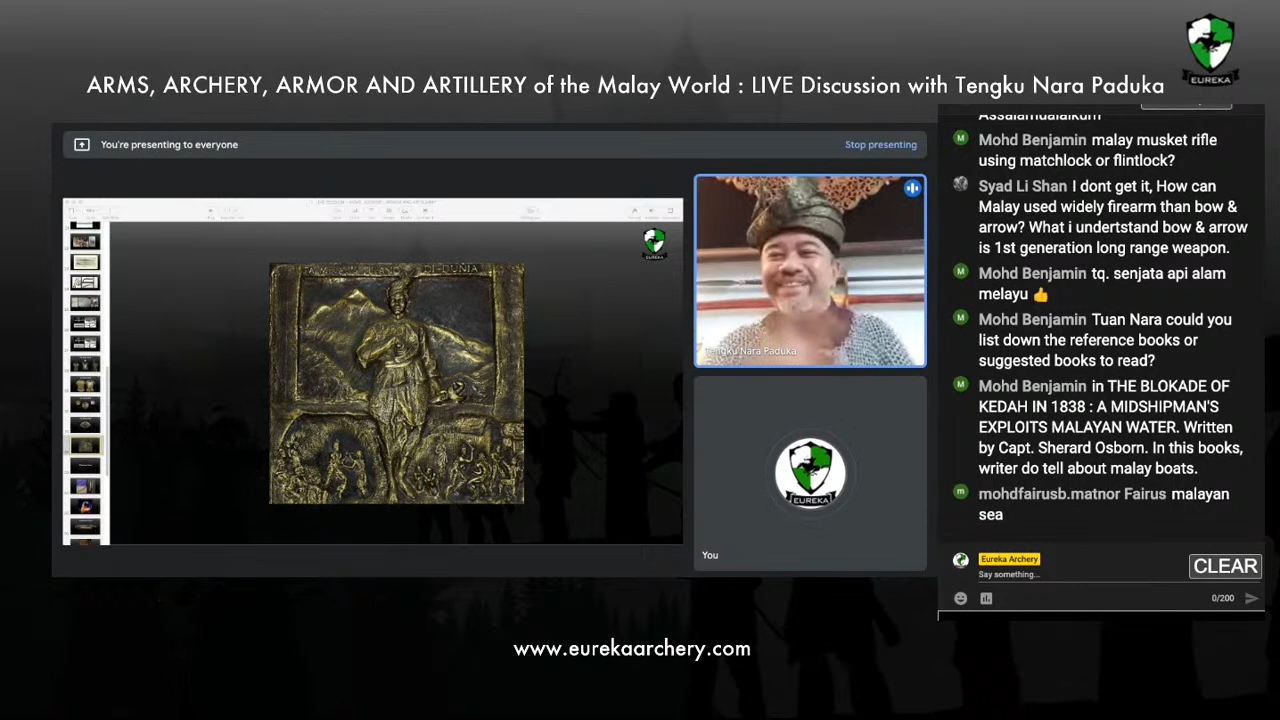 EUREKA
ARMS, ARCHERY, ARMOR AND ARTILLERY of the Malay World : LIVE Discussion with Tengku Nara Paduka
You're presenting to everyone
Stop presenting
EUREKA
DI DUNIA
Tengku Nara Paduka
EUREKA
You
Assalamualaikum
Mohd Benjamin malay musket rifle
using matchlock or flintlock?
Syad Li Shan I dont get it, How can
Malay used widely firearm than bow &
arrow? What i undertstand bow & arrow
is 1st generation long range weapon.
Mohd Benjamin tq. senjata api alam
melayu 👍
Mohd Benjamin Tuan Nara could you
list down the reference books or
suggested books to read?
Mohd Benjamin in THE BLOKADE OF
KEDAH IN 1838 : A MIDSHIPMAN'S
EXPLOITS MALAYAN WATER. Written
by Capt. Sherard Osborn. In this books,
writer do tell about malay boats.
mohdfairusb.matnor Fairus malayan
sea
Eureka Archery
Say something...
CLEAR
0/200
www.eurekaarchery.com